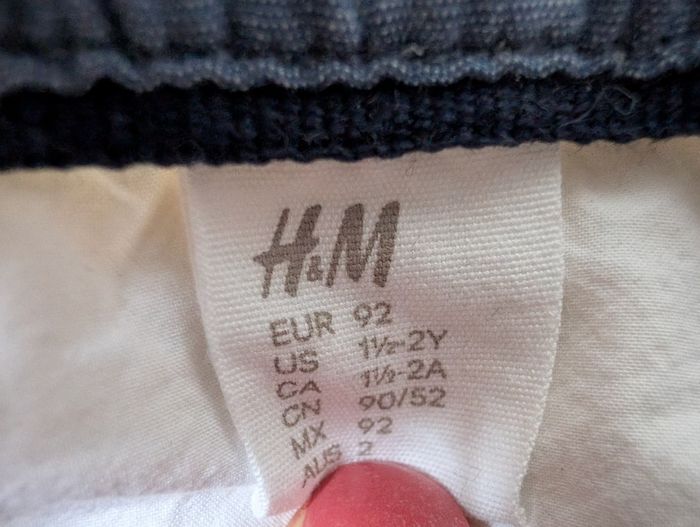 H&M
EUR 92
US 1½-2Y
CA 1½-2A
CN 90/52
MX 92
AUS 2